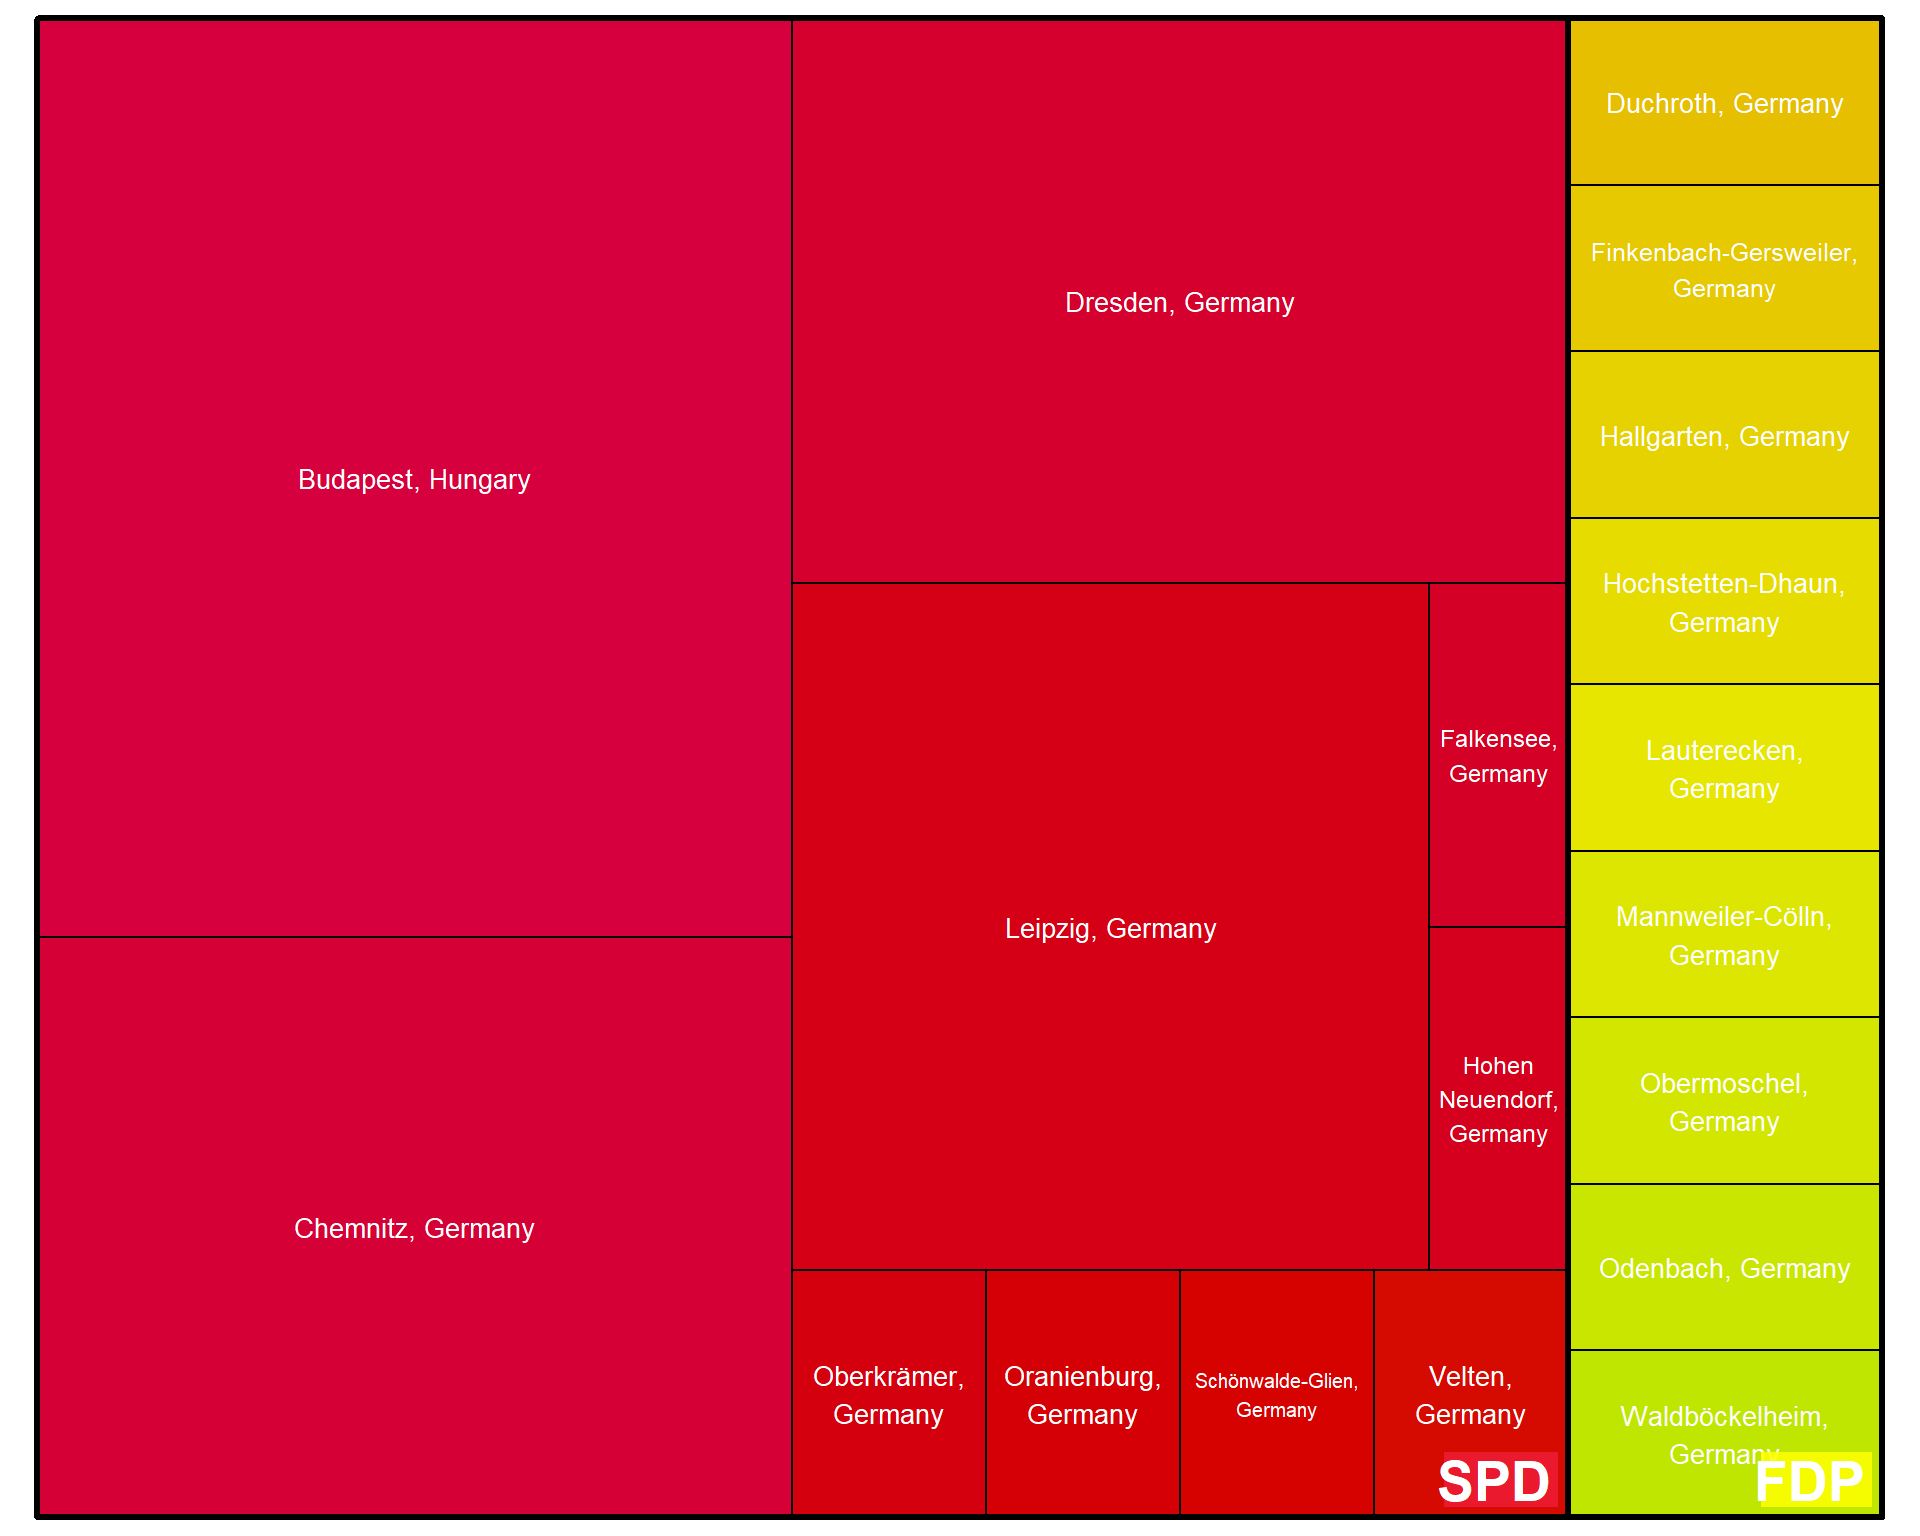 Budapest, Hungary
Chemnitz, Germany
Dresden, Germany
Leipzig, Germany
Falkensee,
Germany
Hohen
Neuendorf,
Germany
Oberkrämer,
Germany
Oranienburg,
Germany
Schönwalde-Glien,
Germany
Velten,
Germany
SPD
Duchroth, Germany
Finkenbach-Gersweiler,
Germany
Hallgarten, Germany
Hochstetten-Dhaun,
Germany
Lauterecken,
Germany
Mannweiler-Cölln,
Germany
Obermoschel,
Germany
Odenbach, Germany
Waldböckelheim,
Germany
FDP